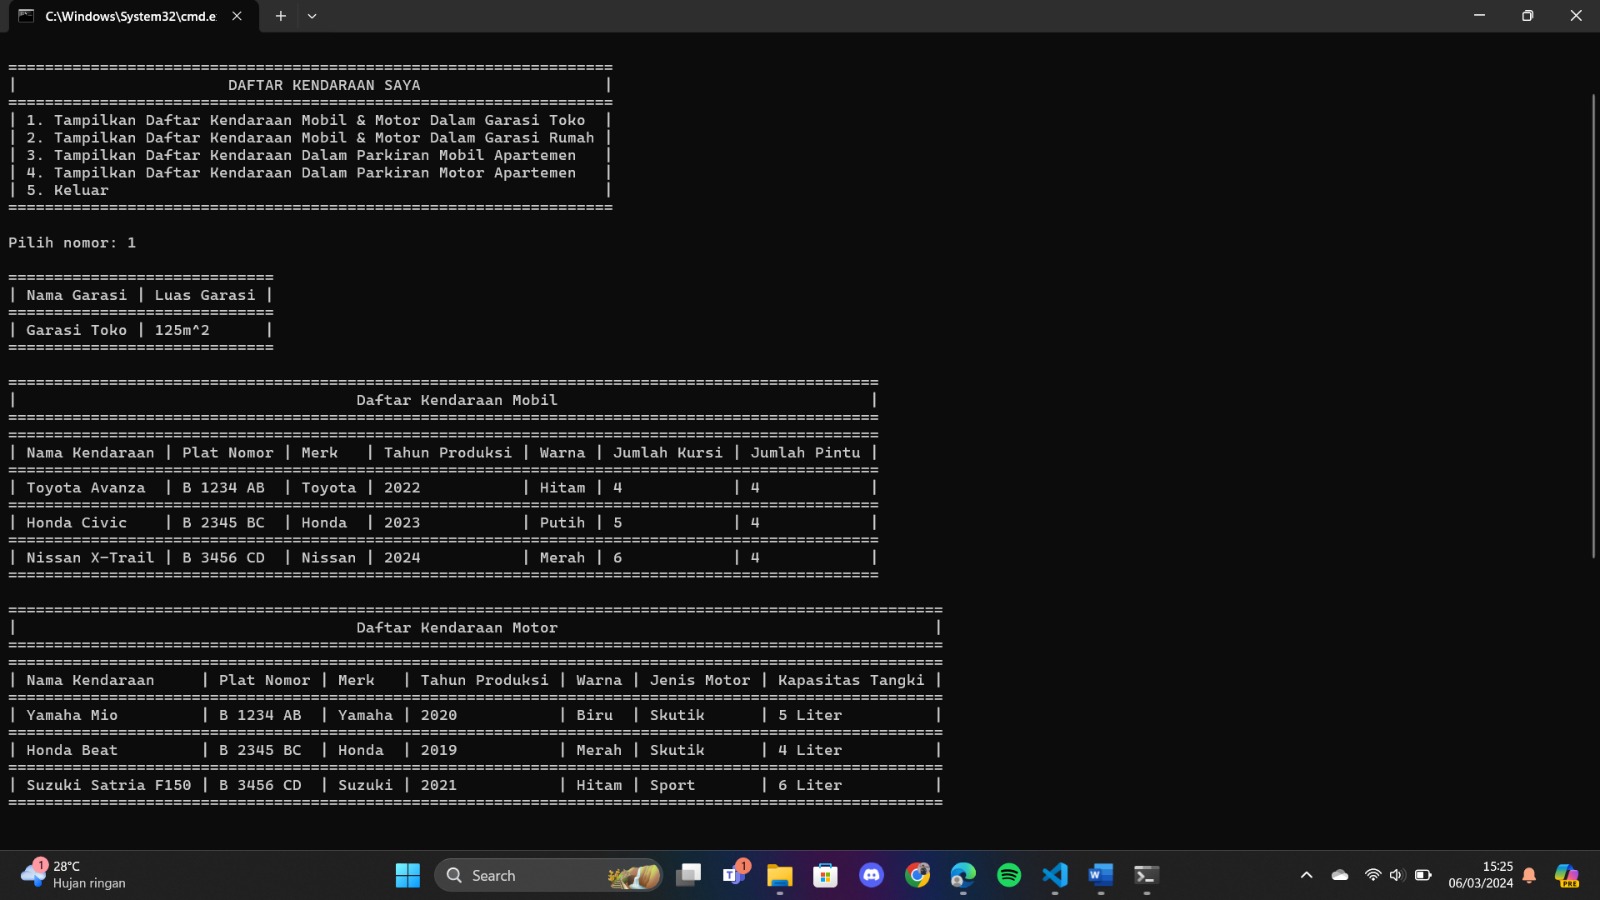 C:\Windows\System32\cmd.e
==================================================================
|                       DAFTAR KENDARAAN SAYA                    |
==================================================================
| 1. Tampilkan Daftar Kendaraan Mobil & Motor Dalam Garasi Toko  |
| 2. Tampilkan Daftar Kendaraan Mobil & Motor Dalam Garasi Rumah |
| 3. Tampilkan Daftar Kendaraan Dalam Parkiran Mobil Apartemen   |
| 4. Tampilkan Daftar Kendaraan Dalam Parkiran Motor Apartemen   |
| 5. Keluar                                                      |
==================================================================
Pilih nomor: 1
=============================
| Nama Garasi | Luas Garasi |
=============================
| Garasi Toko | 125m^2      |
=============================
===============================================================================================
|                                     Daftar Kendaraan Mobil                                  |
===============================================================================================
===============================================================================================
| Nama Kendaraan | Plat Nomor | Merk   | Tahun Produksi | Warna | Jumlah Kursi | Jumlah Pintu |
===============================================================================================
| Toyota Avanza  | B 1234 AB  | Toyota | 2022           | Hitam | 4            | 4            |
===============================================================================================
| Honda Civic    | B 2345 BC  | Honda  | 2023           | Putih | 5            | 4            |
===============================================================================================
| Nissan X-Trail | B 3456 CD  | Nissan | 2024           | Merah | 6            | 4            |
===============================================================================================
======================================================================================================
|                                     Daftar Kendaraan Motor                                         |
======================================================================================================
======================================================================================================
| Nama Kendaraan     | Plat Nomor | Merk   | Tahun Produksi | Warna | Jenis Motor | Kapasitas Tangki |
======================================================================================================
| Yamaha Mio         | B 1234 AB  | Yamaha | 2020           | Biru  | Skutik      | 5 Liter          |
======================================================================================================
| Honda Beat         | B 2345 BC  | Honda  | 2019           | Merah | Skutik      | 4 Liter          |
======================================================================================================
| Suzuki Satria F150 | B 3456 CD  | Suzuki | 2021           | Hitam | Sport       | 6 Liter          |
======================================================================================================
1
28°C
Hujan ringan
Search
1
15:25
06/03/2024
PRE